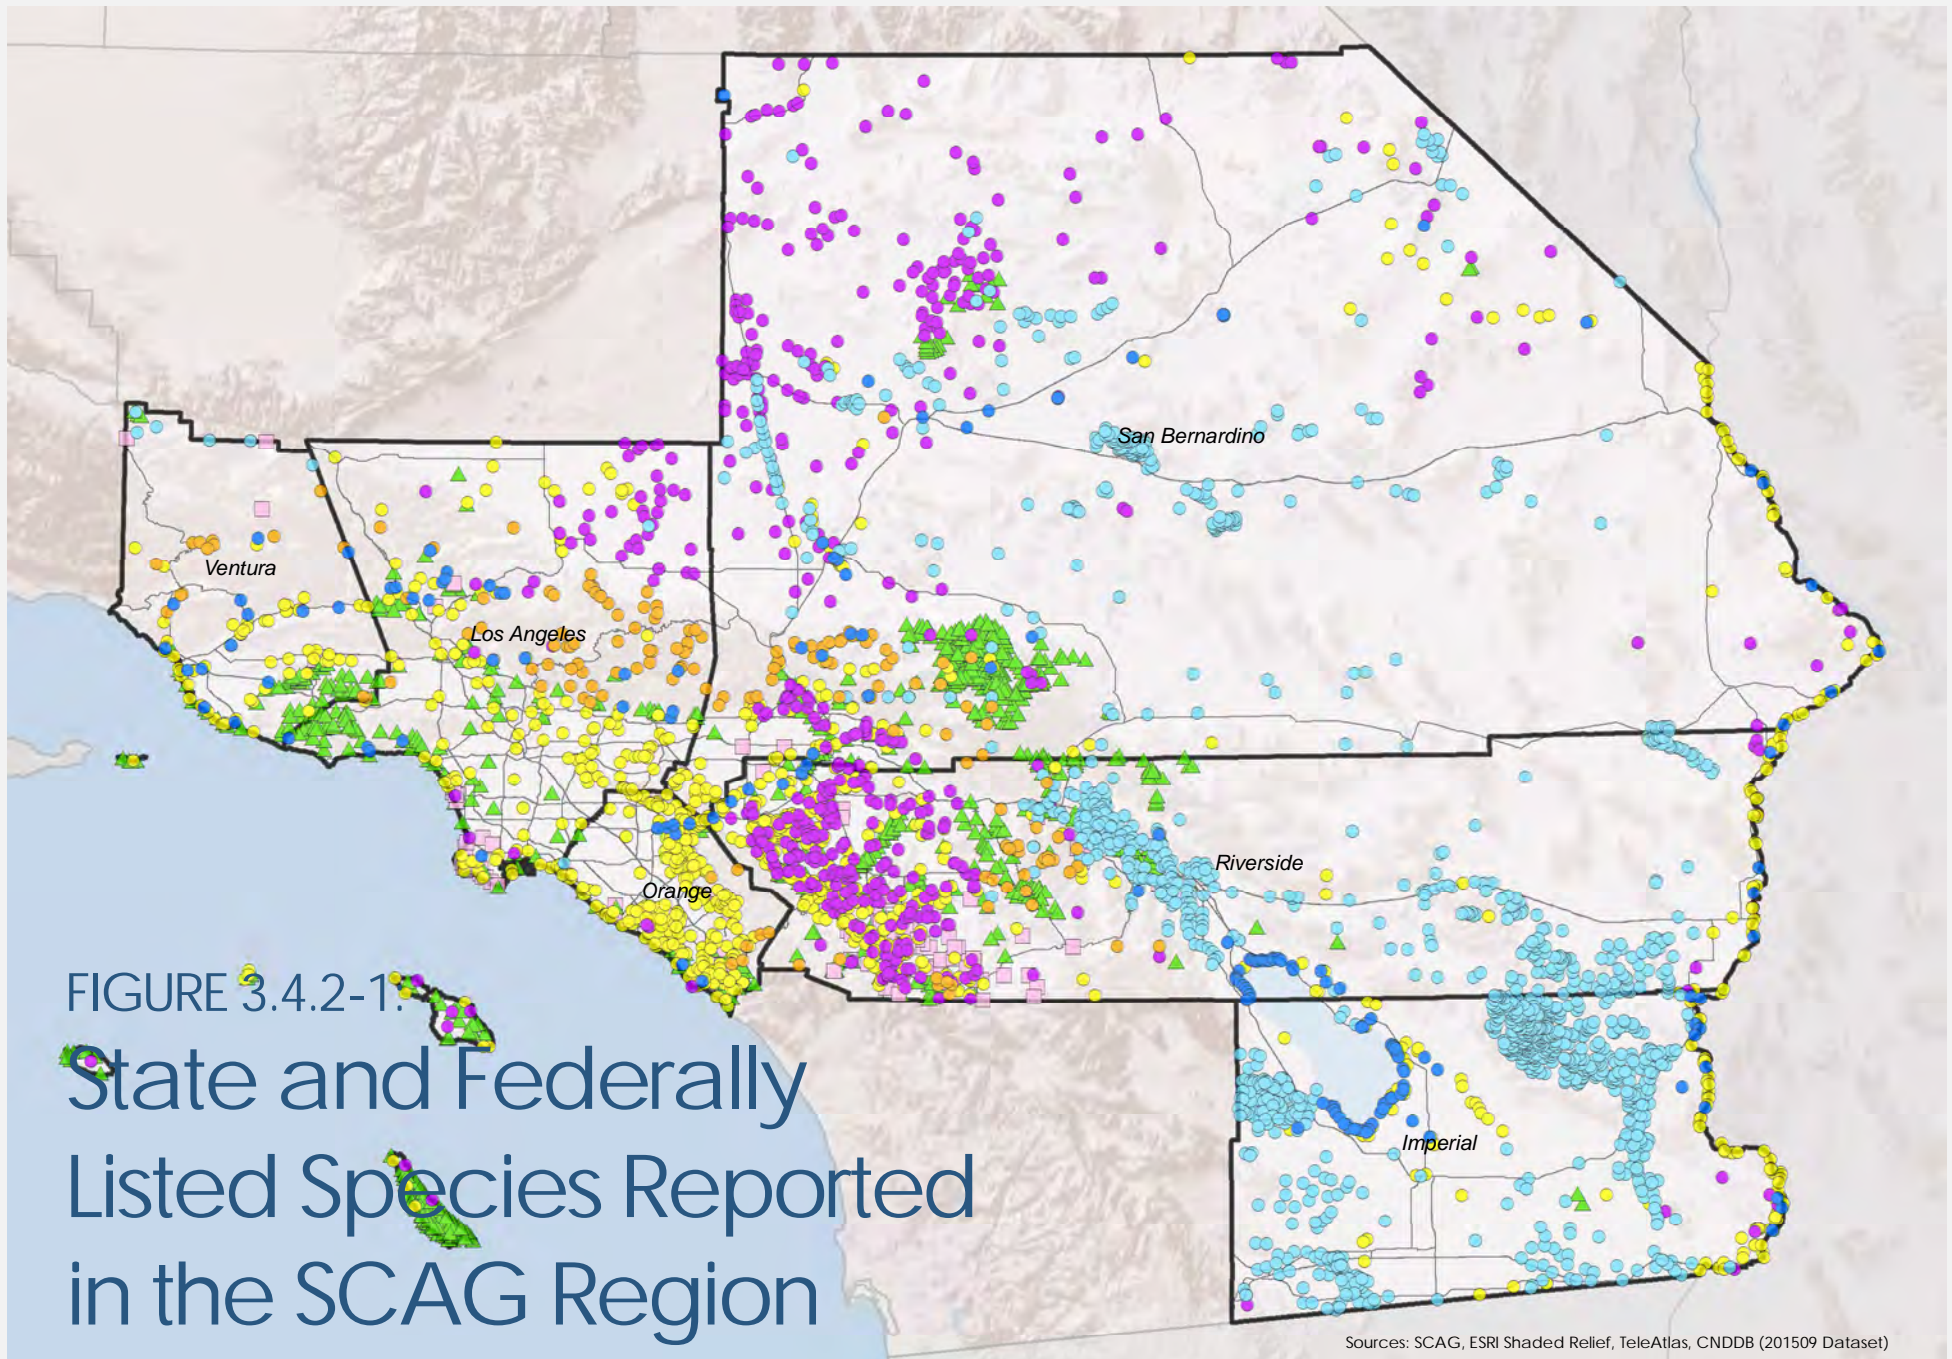 San Bernardino
Ventura
Los Angeles
Riverside
Orange
Imperial
FIGURE 3.4.2-1.
State and Federally
Listed Species Reported
in the SCAG Region
Sources: SCAG, ESRI Shaded Relief, TeleAtlas, CNDDB (201509 Dataset)